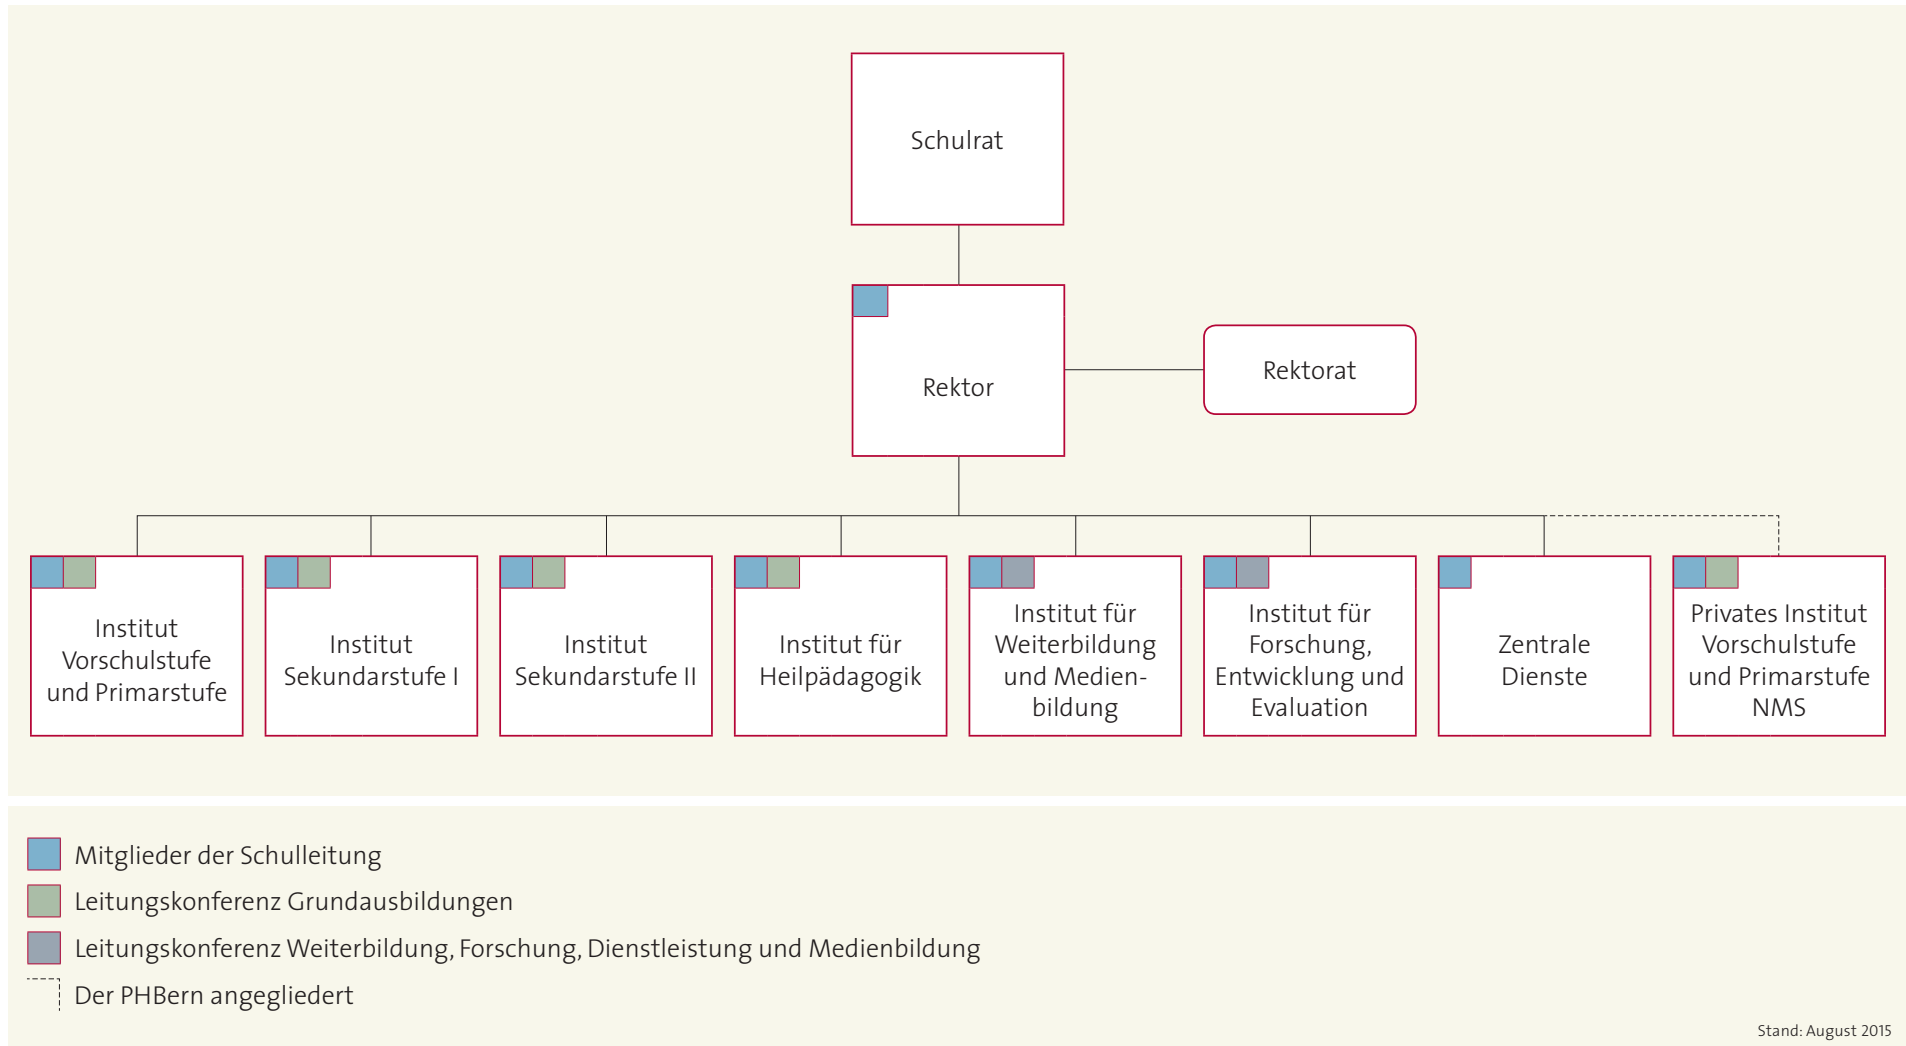 Schulrat
Rektor
Rektorat
Institut
Vorschulstufe
und Primarstufe
Institut
Sekundarstufe I
Institut
Sekundarstufe II
Institut für
Heilpädagogik
Institut für
Weiterbildung
und Medien-
bildung
Institut für
Forschung,
Entwicklung und
Evaluation
Zentrale
Dienste
Privates Institut
Vorschulstufe
und Primarstufe
NMS
Mitglieder der Schulleitung
Leitungskonferenz Grundausbildungen
Leitungskonferenz Weiterbildung, Forschung, Dienstleistung und Medienbildung
Der PHBern angegliedert
Stand: August 2015